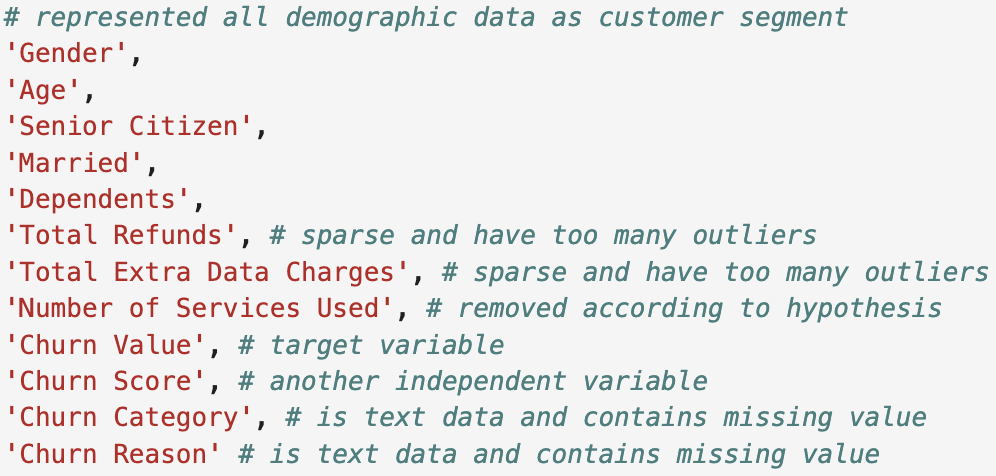 # represented all demographic data as customer segment
'Gender',
'Age',
'Senior Citizen',
'Married',
'Dependents',
'Total Refunds', # sparse and have too many outliers
'Total Extra Data Charges', # sparse and have too many outliers
'Number of Services Used', # removed according to hypothesis
'Churn Value', # target variable
'Churn Score', # another independent variable
'Churn Category', # is text data and contains missing value
'Churn Reason' # is text data and contains missing value